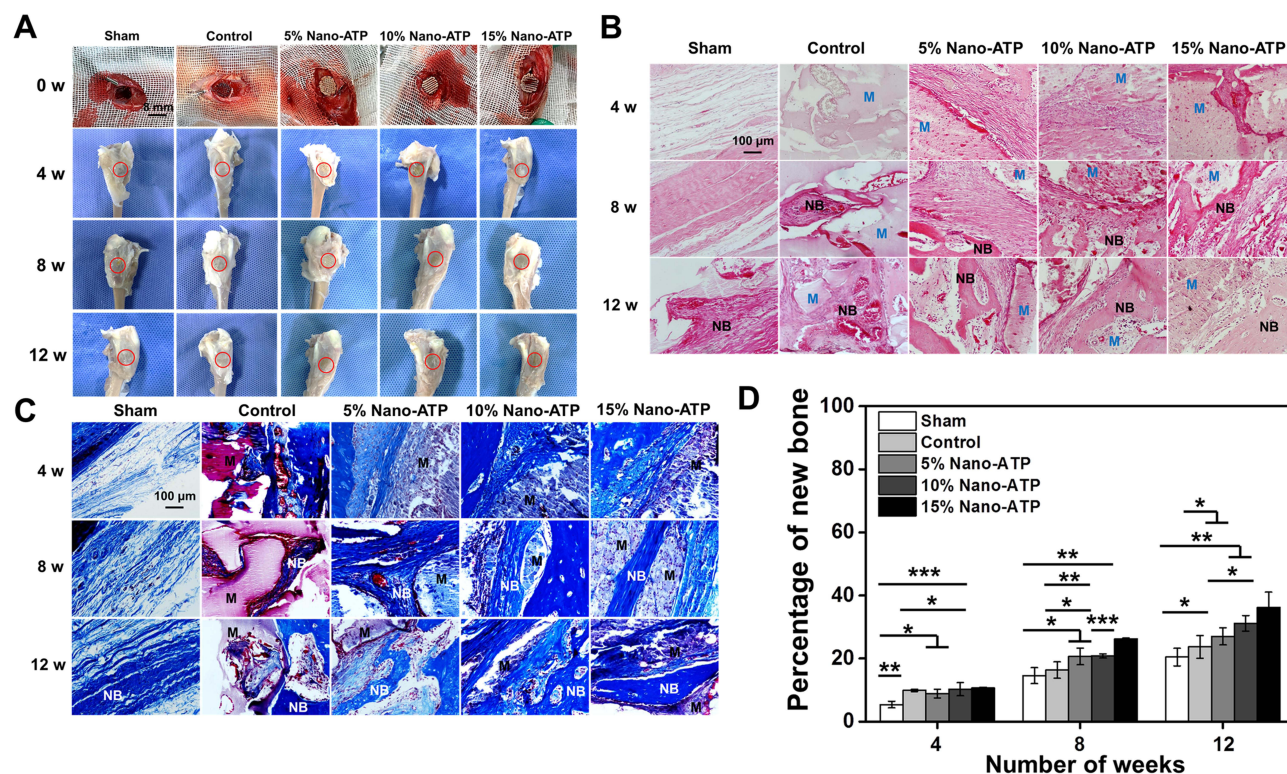 A
Sham Control 5% Nano-ATP 10% Nano-ATP 15% Nano-ATP
0 w
8 mm
4 w
8 w
12 w
B
Sham Control 5% Nano-ATP 10% Nano-ATP 15% Nano-ATP
4 w
100 μm
M M M M
8 w
NB M M NB M NB M NB
12 w
NB M NB NB M NB M M NB
C
Sham Control 5% Nano-ATP 10% Nano-ATP 15% Nano-ATP
4 w
100 μm
M M M M
8 w
M NB NB M NB M M NB
12 w
NB M NB M NB M NB M NB M
D
Percentage of new bone
100
80
60
40
20
0
Sham
Control
5% Nano-ATP
10% Nano-ATP
15% Nano-ATP
** * * ***
* * ** ** ***
* * ** *
4 8 12
Number of weeks